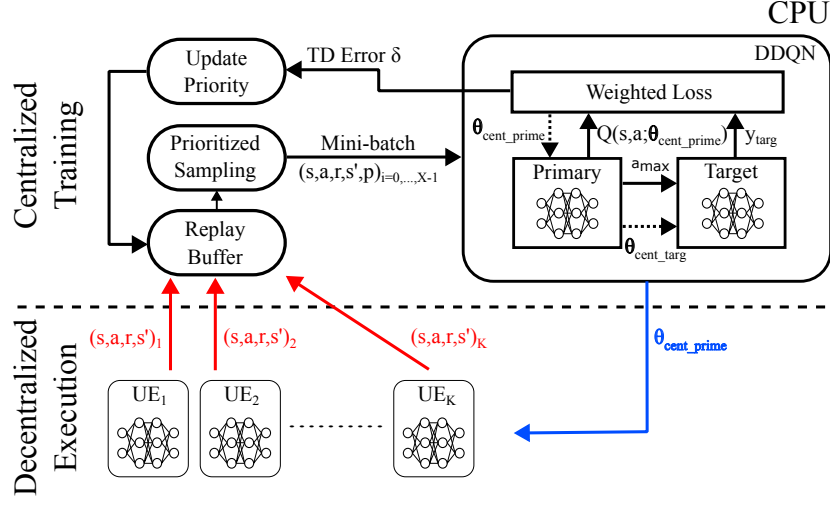 CPU
DDQN
Centralized
Training
Update
Priority
TD Error δ
Weighted Loss
θcent_prime
Q(s,a;θcent_prime)
ytarg
Prioritized
Sampling
Mini-batch
(s,a,r,s',p)i=0,...,X-1
Primary
amax
Target
θcent_targ
Replay
Buffer
Decentralized
Execution
(s,a,r,s')1
(s,a,r,s')2
(s,a,r,s')K
θcent_prime
UE1
UE2
UEK